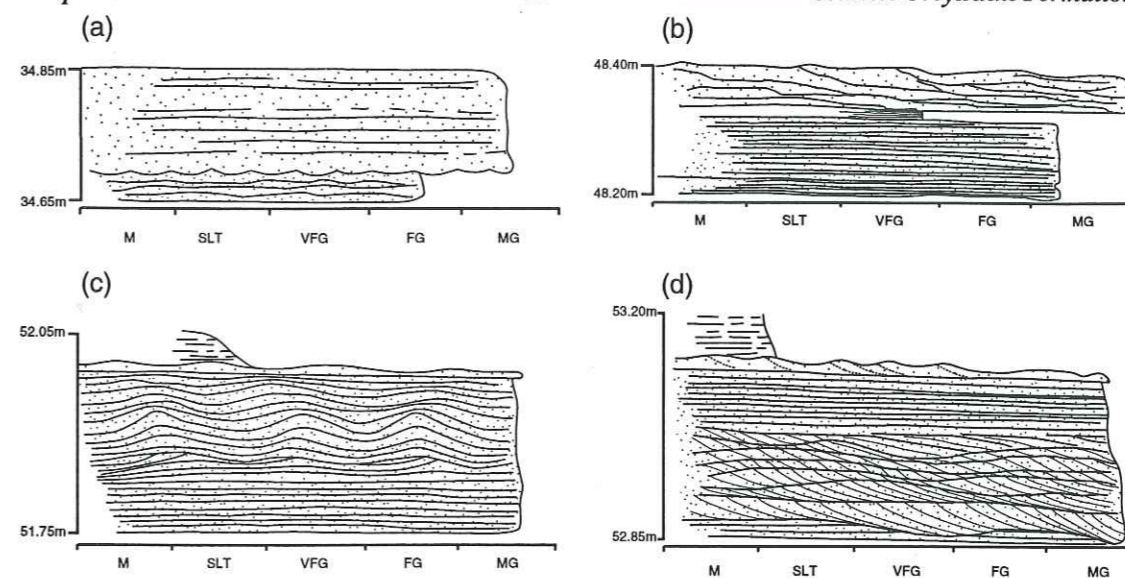 (a)
34.85m
34.65m
M SLT VFG FG MG
(b)
48.40m
48.20m
M SLT VFG FG MG
(c)
52.05m
51.75m
M SLT VFG FG MG
(d)
53.20m
52.85m
M SLT VFG FG MG